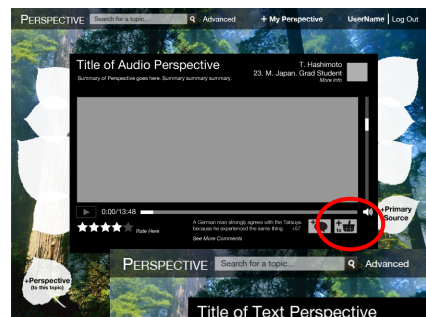 PERSPECTIVE Search for a topic... Advanced + My Perspective UserName | Log Out
Title of Audio Perspective
Summary of Perspective goes here. Summary summary summary.
T. Hashimoto
23. M. Japan. Grad Student
More Info
0:00/13:48
Rate Here
A German man strongly agrees with the Tatsuya
because he experienced the same thing. +57
See More Comments
+Primary
Source
+Perspective
(to this topic)
PERSPECTIVE Search for a topic... Advanced
Title of Text Perspective